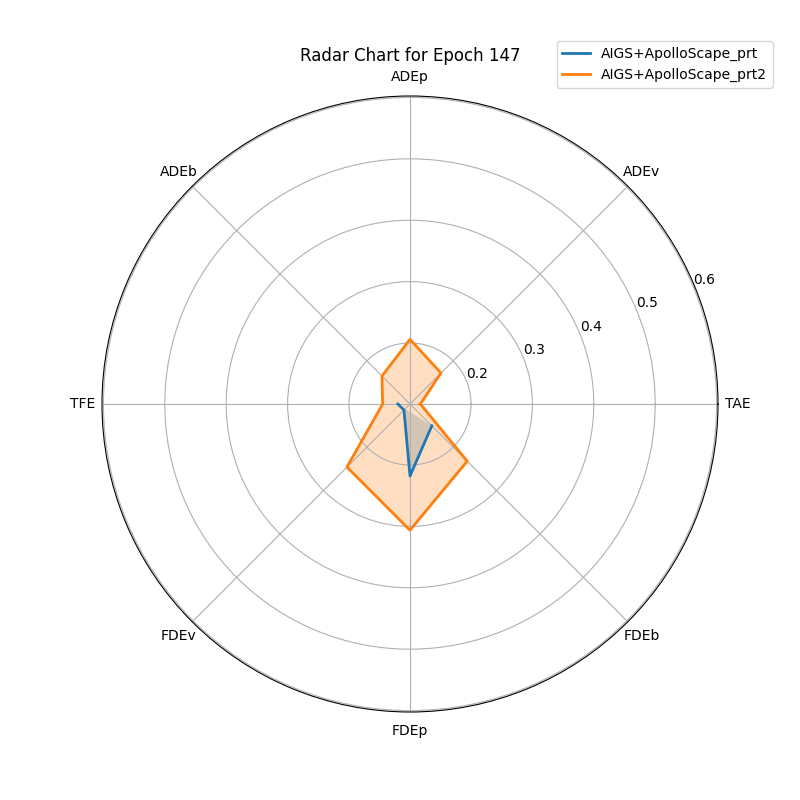 Radar Chart for Epoch 147
AIGS+ApolloScape_prt
AIGS+ApolloScape_prt2
ADEp
ADEb
ADEv
0.6
0.5
0.4
0.3
0.2
TFE
TAE
FDEv
FDEb
FDEp